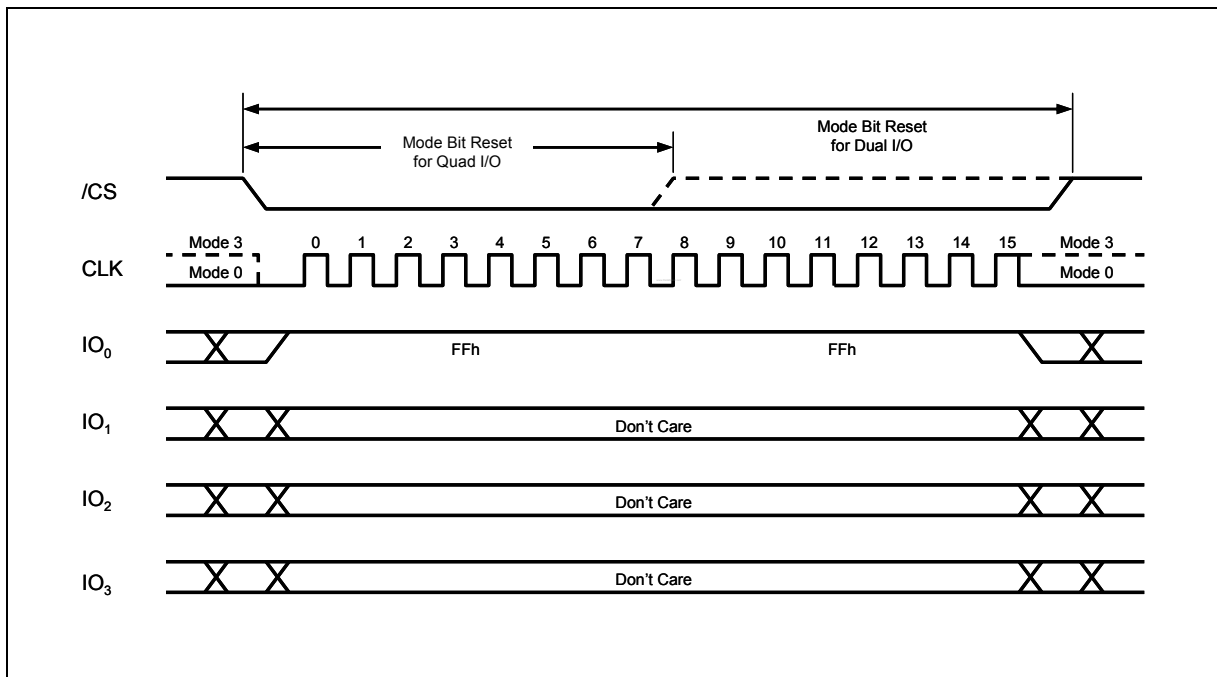 Mode Bit Reset
for Dual I/O
Mode Bit Reset
for Quad I/O
/CS
Mode 3
0 1 2 3 4 5 6 7 8 9 10 11 12 13 14 15
Mode 3
CLK
Mode 0
Mode 0
IO₀
FFh
FFh
IO₁
Don't Care
IO₂
Don't Care
IO₃
Don't Care